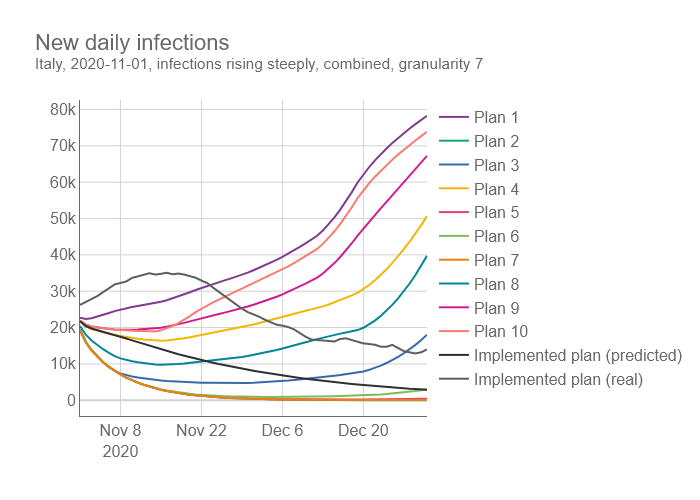 New daily infections
Italy, 2020-11-01, infections rising steeply, combined, granularity 7
80k
70k
60k
50k
40k
30k
20k
10k
0
Nov 8
2020
Nov 22
Dec 6
Dec 20
Plan 1
Plan 2
Plan 3
Plan 4
Plan 5
Plan 6
Plan 7
Plan 8
Plan 9
Plan 10
Implemented plan (predicted)
Implemented plan (real)